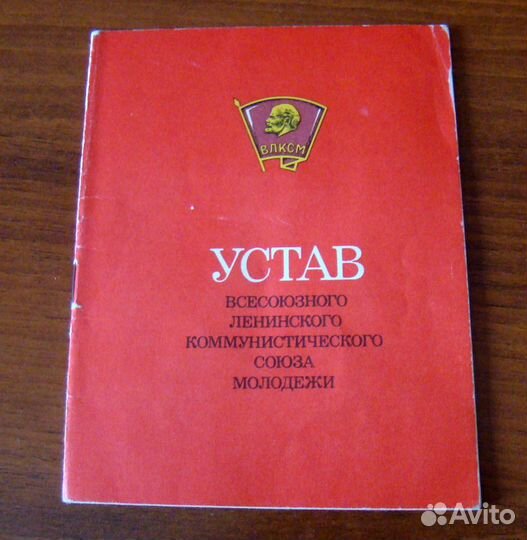 ВЛКСМ
УСТАВ
ВСЕСОЮЗНОГО
ЛЕНИНСКОГО
КОММУНИСТИЧЕСКОГО
СОЮЗА
МОЛОДЕЖИ
Avito